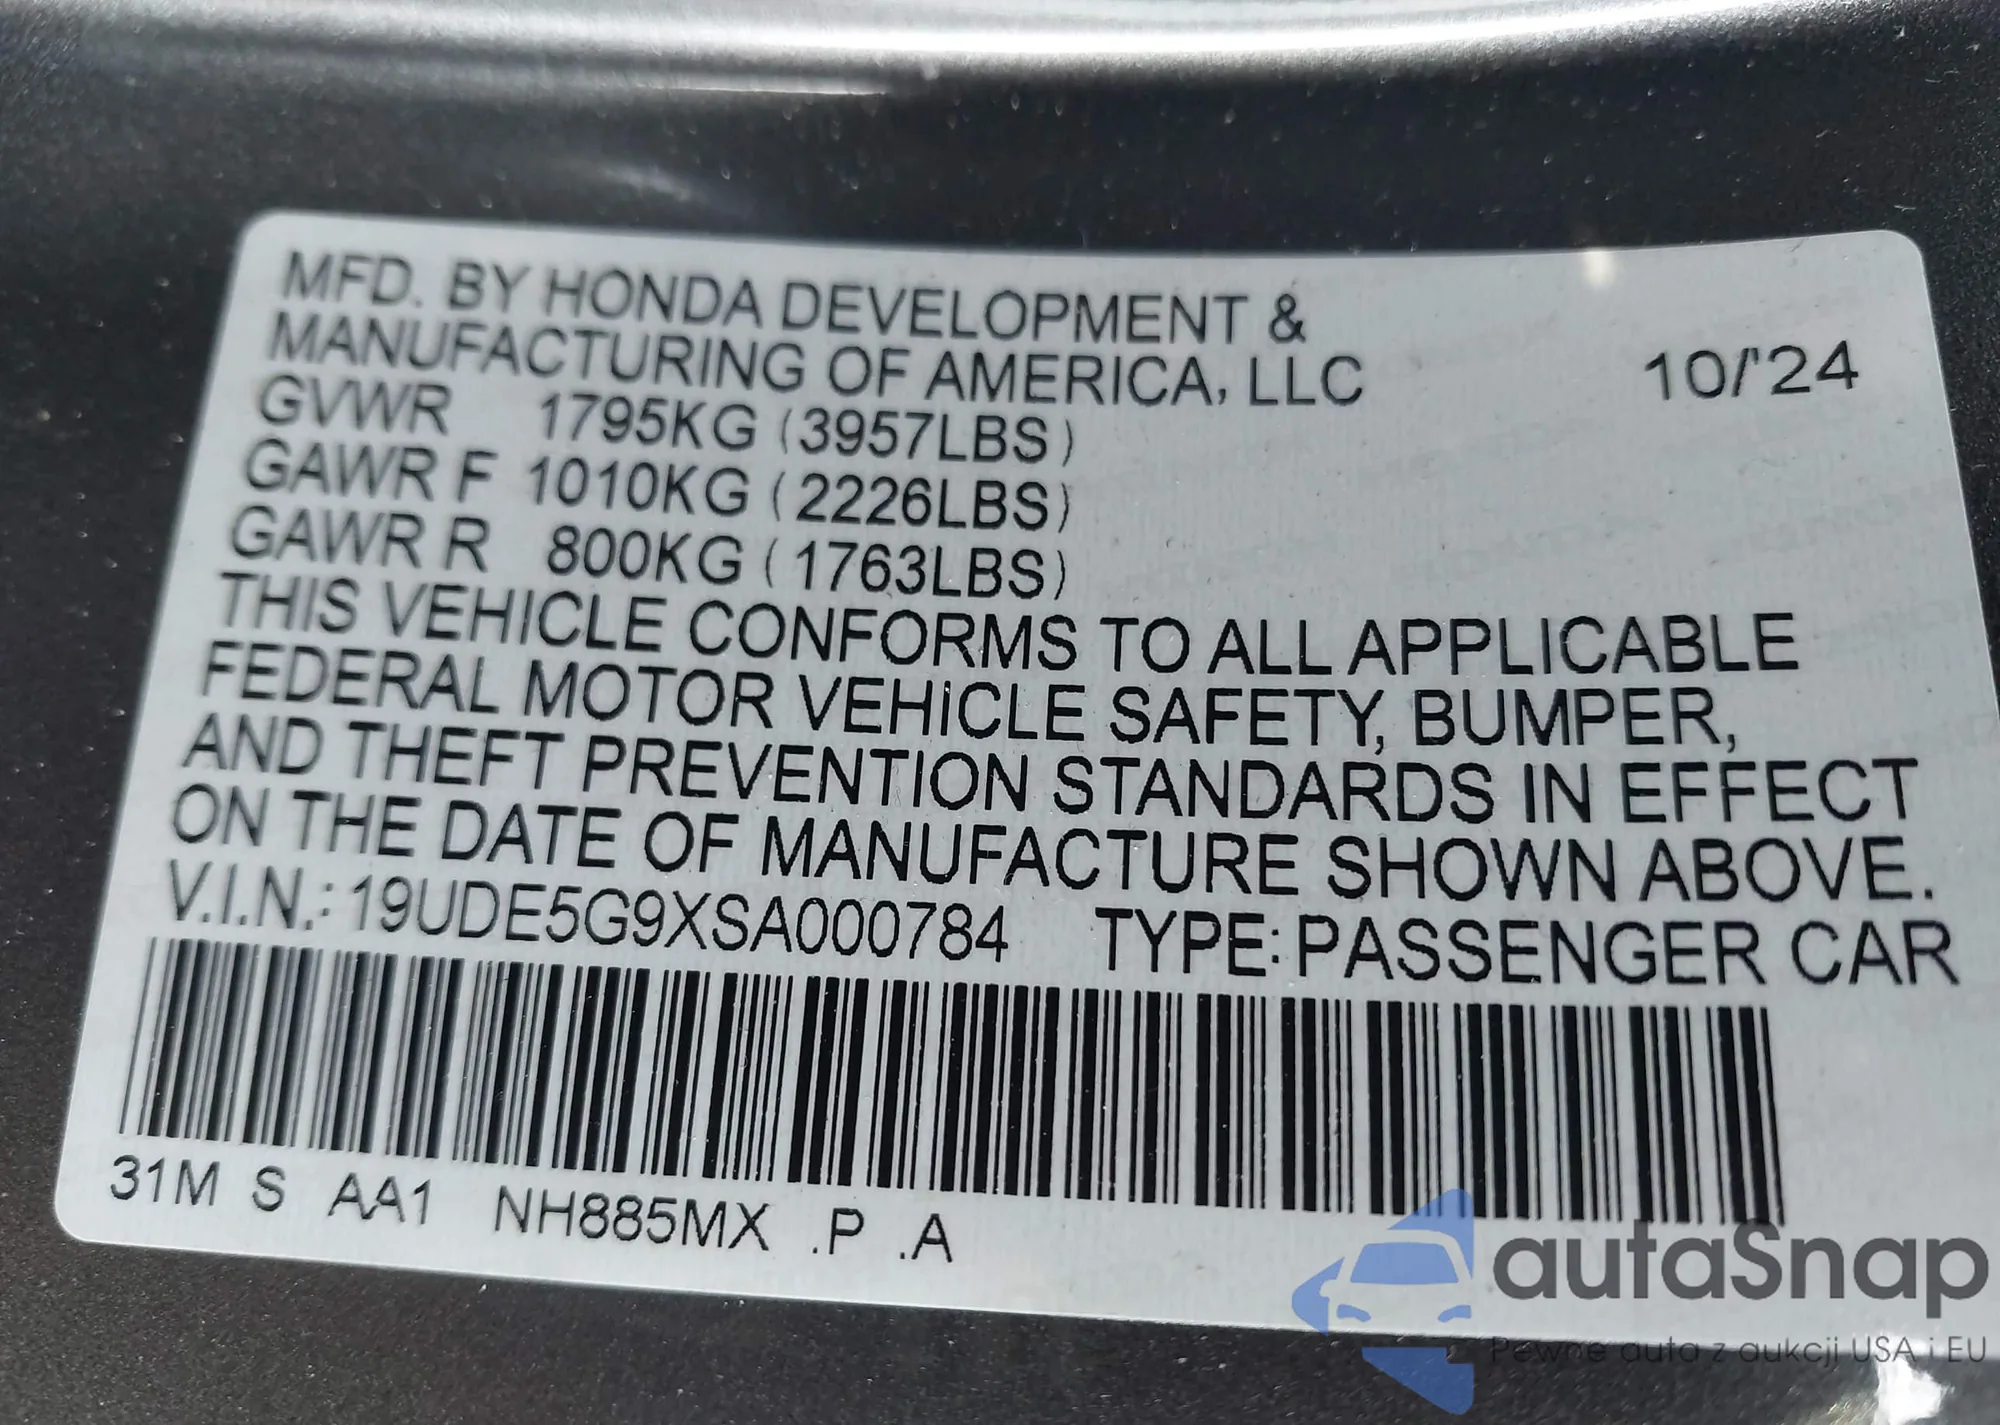 MFD. BY HONDA DEVELOPMENT &
MANUFACTURING OF AMERICA, LLC 10/'24
GVWR 1795KG (3957LBS)
GAWR F 1010KG (2226LBS)
GAWR R 800KG (1763LBS)
THIS VEHICLE CONFORMS TO ALL APPLICABLE
FEDERAL MOTOR VEHICLE SAFETY, BUMPER,
AND THEFT PREVENTION STANDARDS IN EFFECT
ON THE DATE OF MANUFACTURE SHOWN ABOVE.
V.I.N.: 19UDE5G9XSA000784 TYPE: PASSENGER CAR
31M S AA1 NH885MX .P .A
autaSnap
Pewne auta z aukcji USA i EU